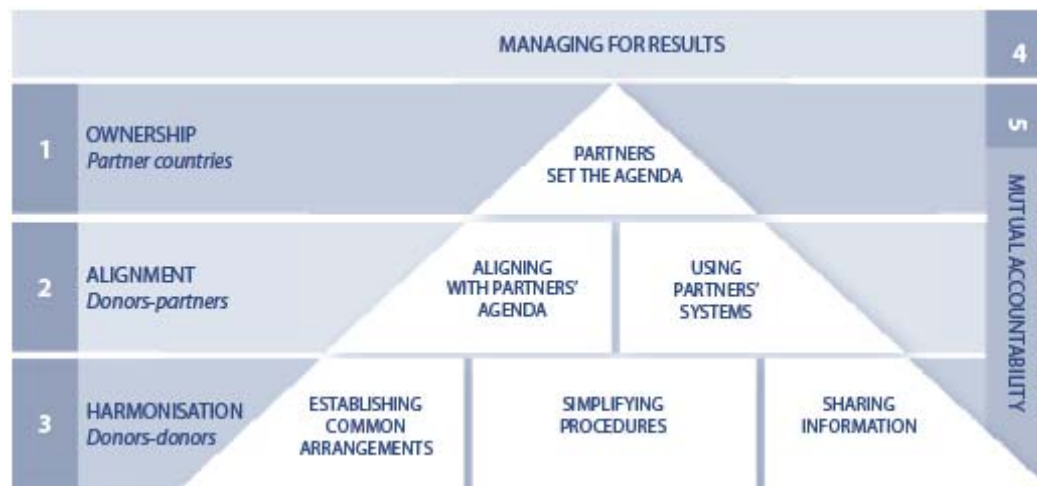 MANAGING FOR RESULTS
4
1
OWNERSHIP
Partner countries
PARTNERS
SET THE AGENDA
5
MUTUAL ACCOUNTABILITY
2
ALIGNMENT
Donors-partners
ALIGNING
WITH PARTNERS'
AGENDA
USING
PARTNERS'
SYSTEMS
3
HARMONISATION
Donors-donors
ESTABLISHING
COMMON
ARRANGEMENTS
SIMPLIFYING
PROCEDURES
SHARING
INFORMATION